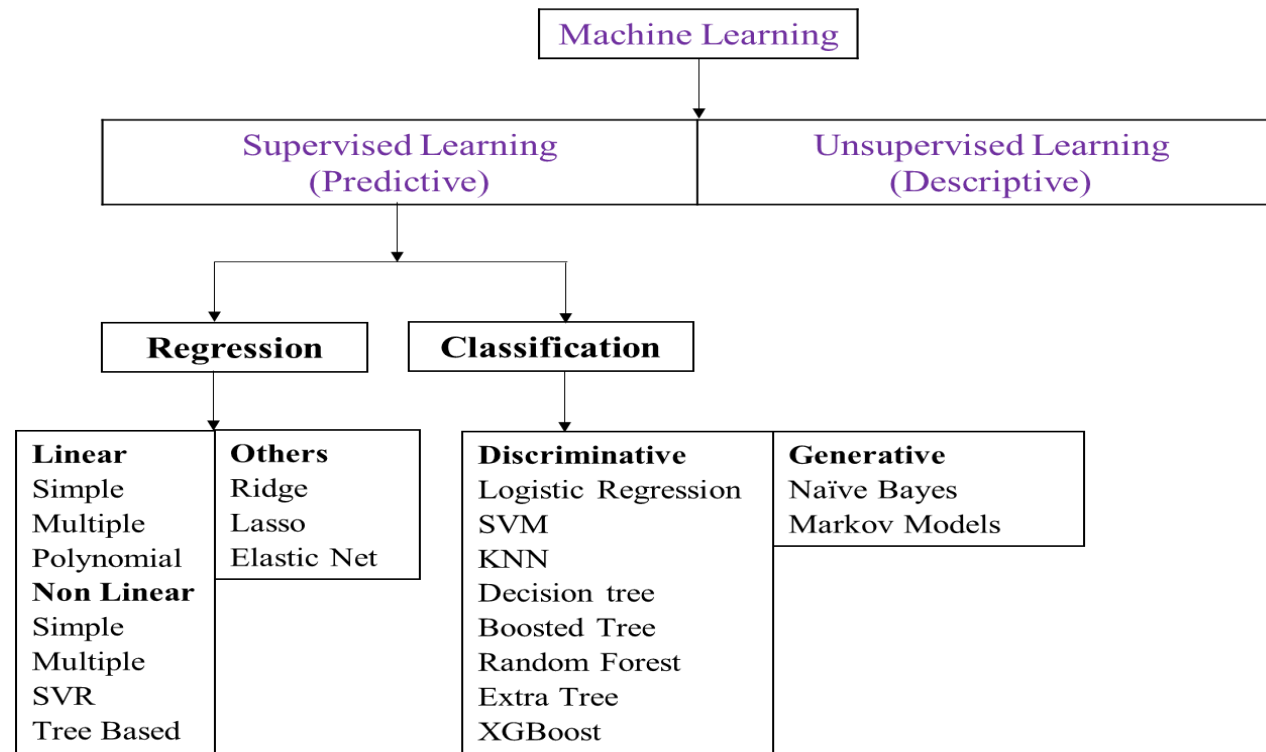 Machine Learning
Supervised Learning
(Predictive)
Unsupervised Learning
(Descriptive)
Regression
Classification
Linear
Simple
Multiple
Polynomial
Non Linear
Simple
Multiple
SVR
Tree Based
Others
Ridge
Lasso
Elastic Net
Discriminative
Logistic Regression
SVM
KNN
Decision tree
Boosted Tree
Random Forest
Extra Tree
XGBoost
Generative
Naïve Bayes
Markov Models